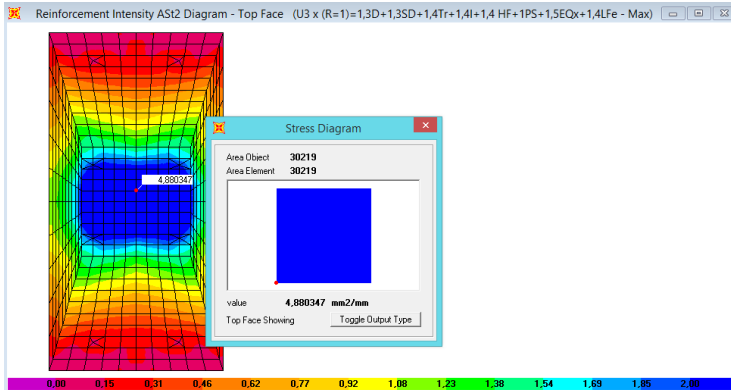 Reinforcement Intensity ASt2 Diagram - Top Face (U3 x (R=1)=1,3D+1,3SD+1,4Tr+1,4I+1,4 HF+1PS+1,5EQx+1,4LFe - Max)
Stress Diagram
Area Object 30219
Area Element 30219
4,880347
value 4,880347 mm2/mm
Top Face Showing Toggle Output Type
0,00 0,15 0,31 0,46 0,62 0,77 0,92 1,08 1,23 1,38 1,54 1,69 1,85 2,00